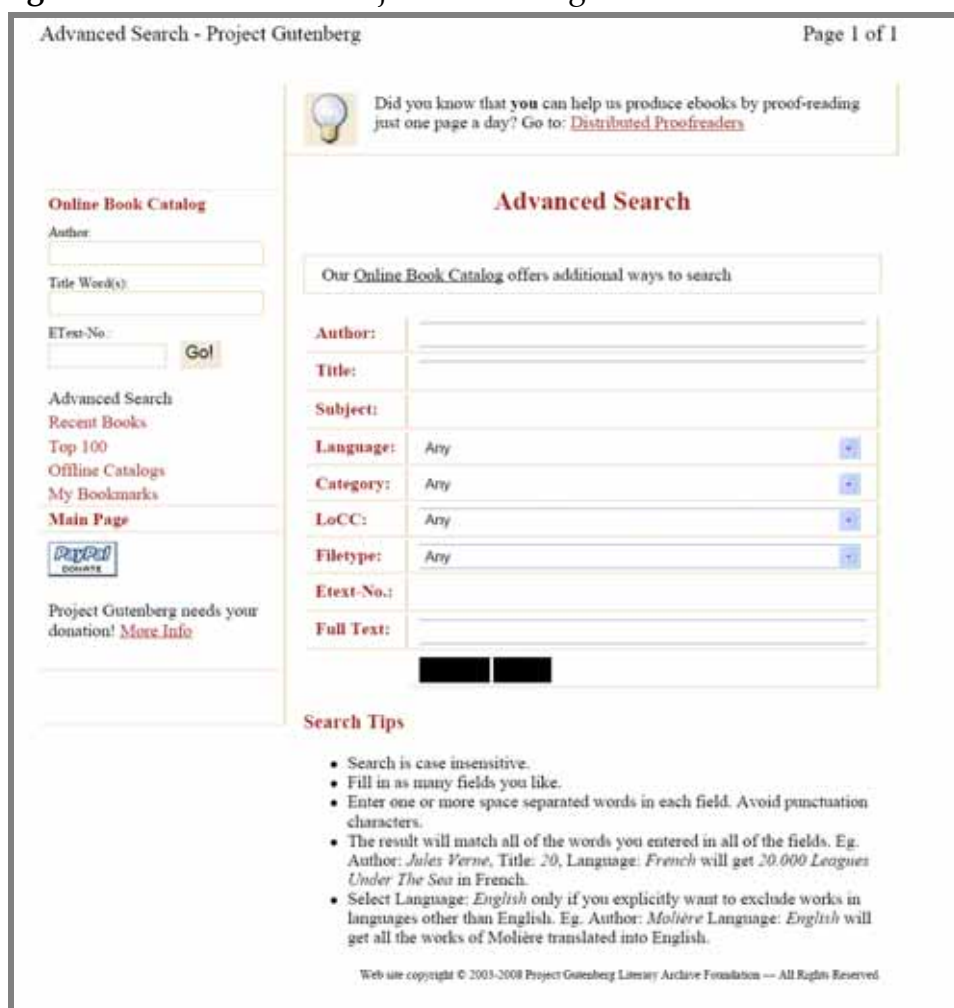 Advanced Search - Project Gutenberg
Page 1 of 1
Did you know that you can help us produce ebooks by proof-reading
just one page a day? Go to: Distributed Proofreaders
Online Book Catalog
Author:
Title Word(s):
EText-No.:
Go!
Advanced Search
Recent Books
Top 100
Offline Catalogs
My Bookmarks
Main Page
PayPal
DONATE
Project Gutenberg needs your
donation! More Info
Advanced Search
Our Online Book Catalog offers additional ways to search
Author:
Title:
Subject:
Language: Any
Category: Any
LoCC: Any
Filetype: Any
Etext-No.:
Full Text:
Search Tips
• Search is case insensitive.
• Fill in as many fields you like.
• Enter one or more space separated words in each field. Avoid punctuation
characters.
• The result will match all of the words you entered in all of the fields. Eg.
Author: Jules Verne, Title: 20, Language: French will get 20.000 Leagues
Under The Sea in French.
• Select Language: English only if you explicitly want to exclude works in
languages other than English. Eg. Author: Molière Language: English will
get all the works of Molière translated into English.
Web site copyright © 2003-2008 Project Gutenberg Literary Archive Foundation — All Rights Reserved